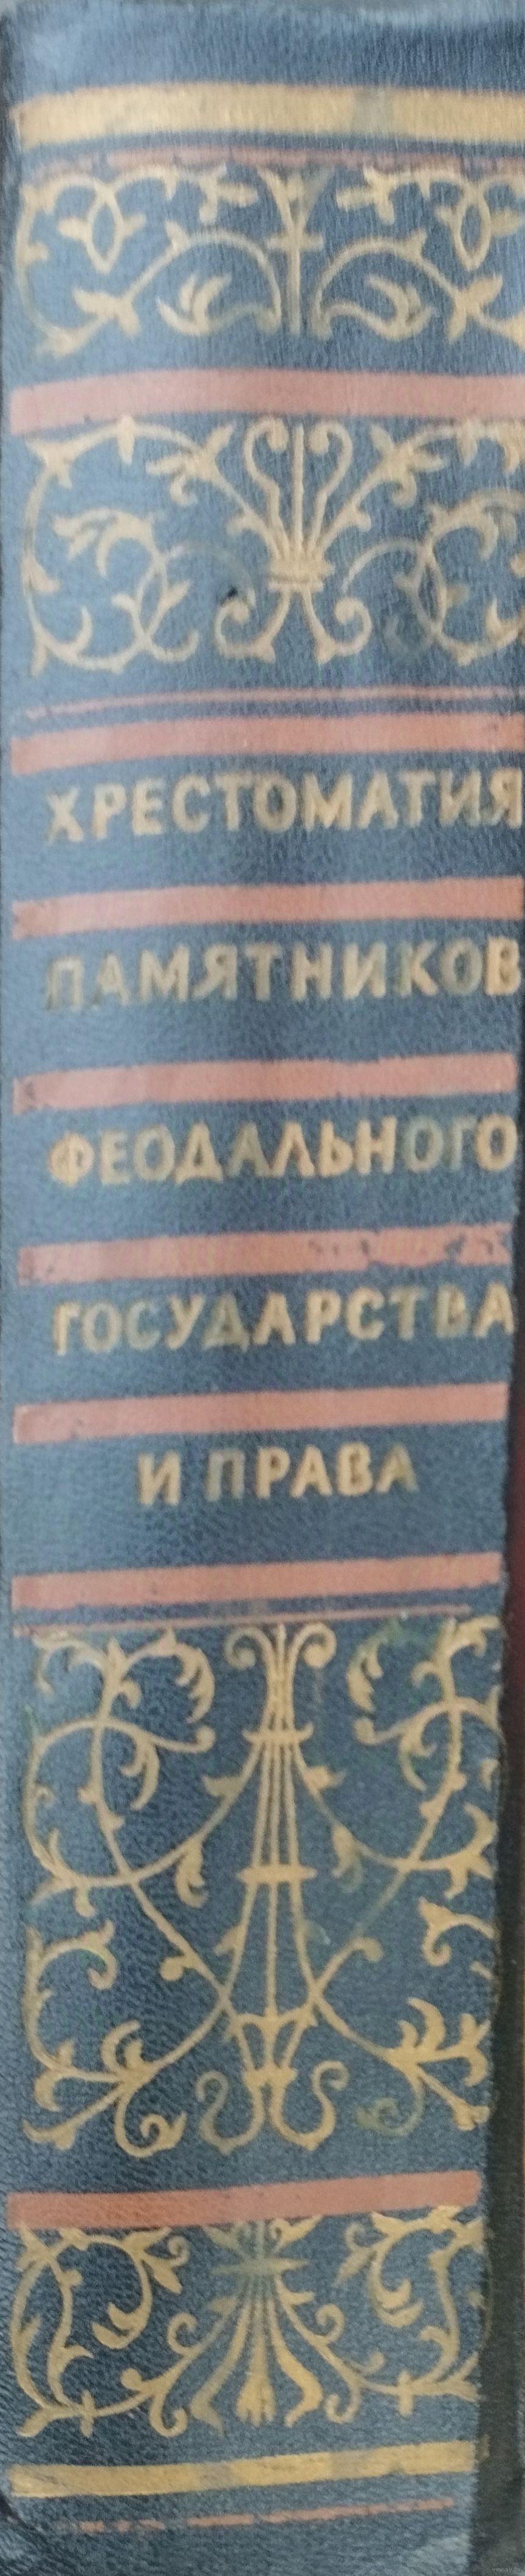 ХРЕСТОМАТИЯ
ПАМЯТНИКОВ
ФЕОДАЛЬНОГО
ГОСУДАРСТВА
И ПРАВА